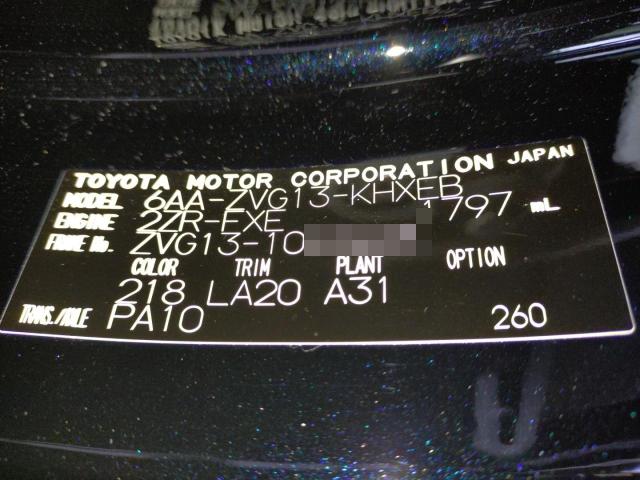 TOYOTA MOTOR CORPORATION JAPAN
MODEL 6AA-ZVG13-KHXEB
ENGINE 2ZR-FXE 1797 mL
FRAME No. ZVG13-10
COLOR TRIM PLANT OPTION
218 LA20 A31
TRANS./AXLE PA10 260